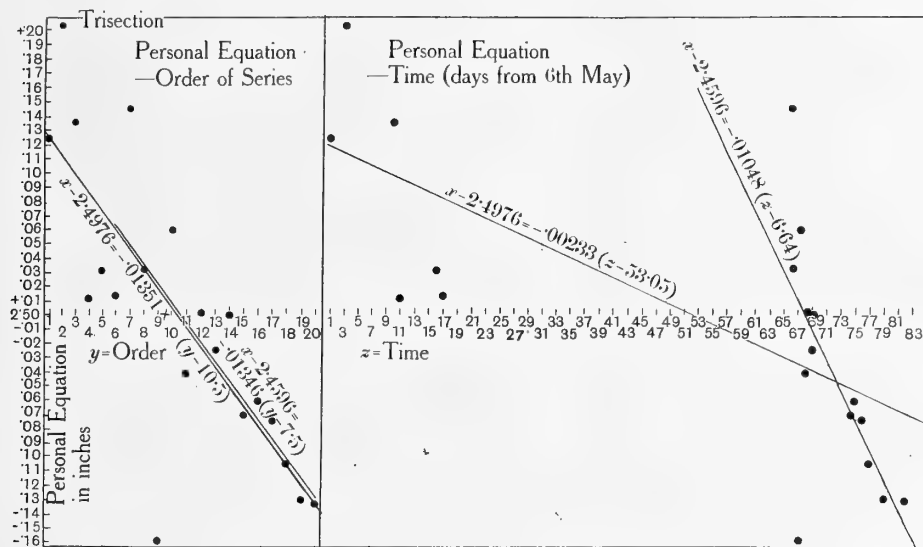 Trisection
Personal Equation
—Order of Series
Personal Equation
—Time (days from 6th May)
+·20
·19
·18
·17
·16
·15
·14
·13
·12
·11
·10
·09
·08
·07
·06
·05
·04
·03
·02
+·01
2·50
-·01
-·02
·03
·04
·05
·06
·07
·08
·09
·10
·11
·12
·13
·14
·15
-·16
Personal Equation
in inches
1 3 5 7 9 11 13 15 17 19
2 4 6 8 10 12 14 16 18 20
y=Order
x-2·4976=-·01351×
(y-10·5)
x-2·4596=
-·01346 (y-7·5)
1 5 9 13 17 21 25 29 33 37 41 45 49 53 57 61 65 69 73 77 81
3 7 11 15 19 23 27 31 35 39 43 47 51 55 59 63 67 71 75 79 83
z=Time
x-2·4976=-·00233 (z-53·05)
x-2·4596=-·01048 (z-6·64)